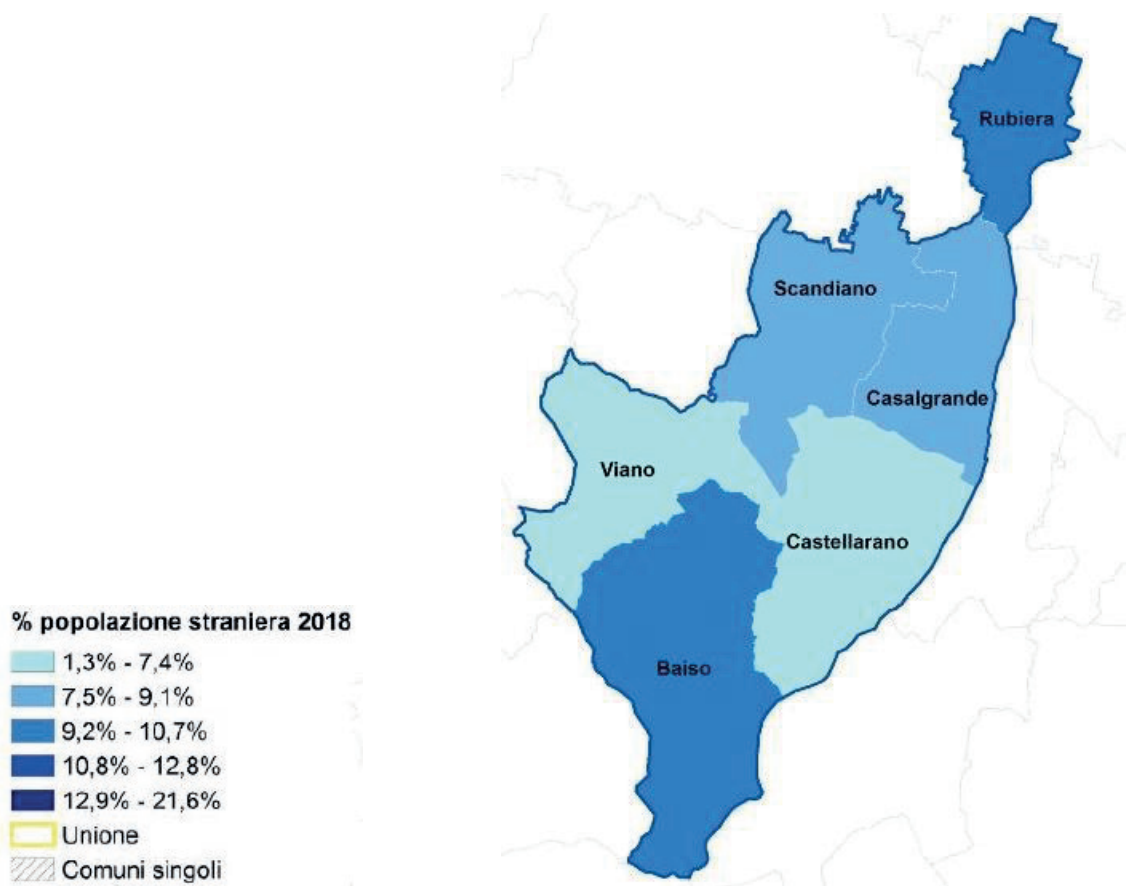 Rubiera
Scandiano
Casalgrande
Viano
Castellarano
Baiso
% popolazione straniera 2018
1,3% - 7,4%
7,5% - 9,1%
9,2% - 10,7%
10,8% - 12,8%
12,9% - 21,6%
Unione
Comuni singoli